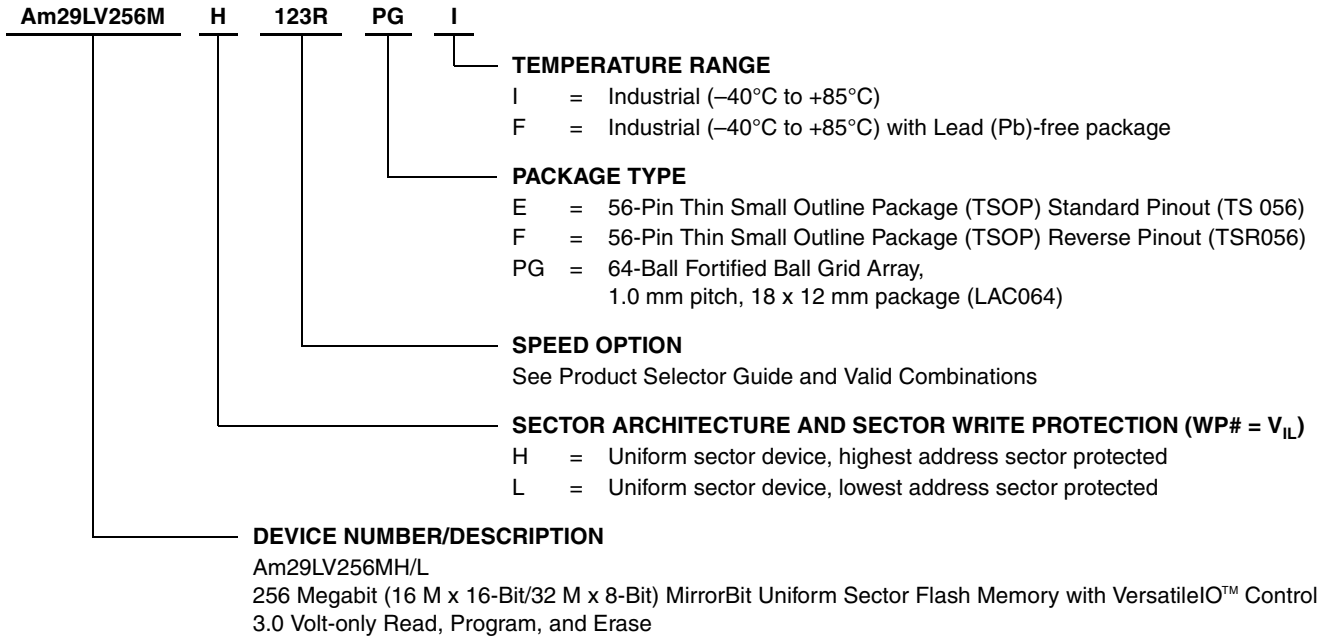 Am29LV256M H 123R PG I
TEMPERATURE RANGE
I = Industrial (–40°C to +85°C)
F = Industrial (–40°C to +85°C) with Lead (Pb)-free package
PACKAGE TYPE
E = 56-Pin Thin Small Outline Package (TSOP) Standard Pinout (TS 056)
F = 56-Pin Thin Small Outline Package (TSOP) Reverse Pinout (TSR056)
PG = 64-Ball Fortified Ball Grid Array,
1.0 mm pitch, 18 x 12 mm package (LAC064)
SPEED OPTION
See Product Selector Guide and Valid Combinations
SECTOR ARCHITECTURE AND SECTOR WRITE PROTECTION (WP# = VIL)
H = Uniform sector device, highest address sector protected
L = Uniform sector device, lowest address sector protected
DEVICE NUMBER/DESCRIPTION
Am29LV256MH/L
256 Megabit (16 M x 16-Bit/32 M x 8-Bit) MirrorBit Uniform Sector Flash Memory with VersatileIO™ Control
3.0 Volt-only Read, Program, and Erase